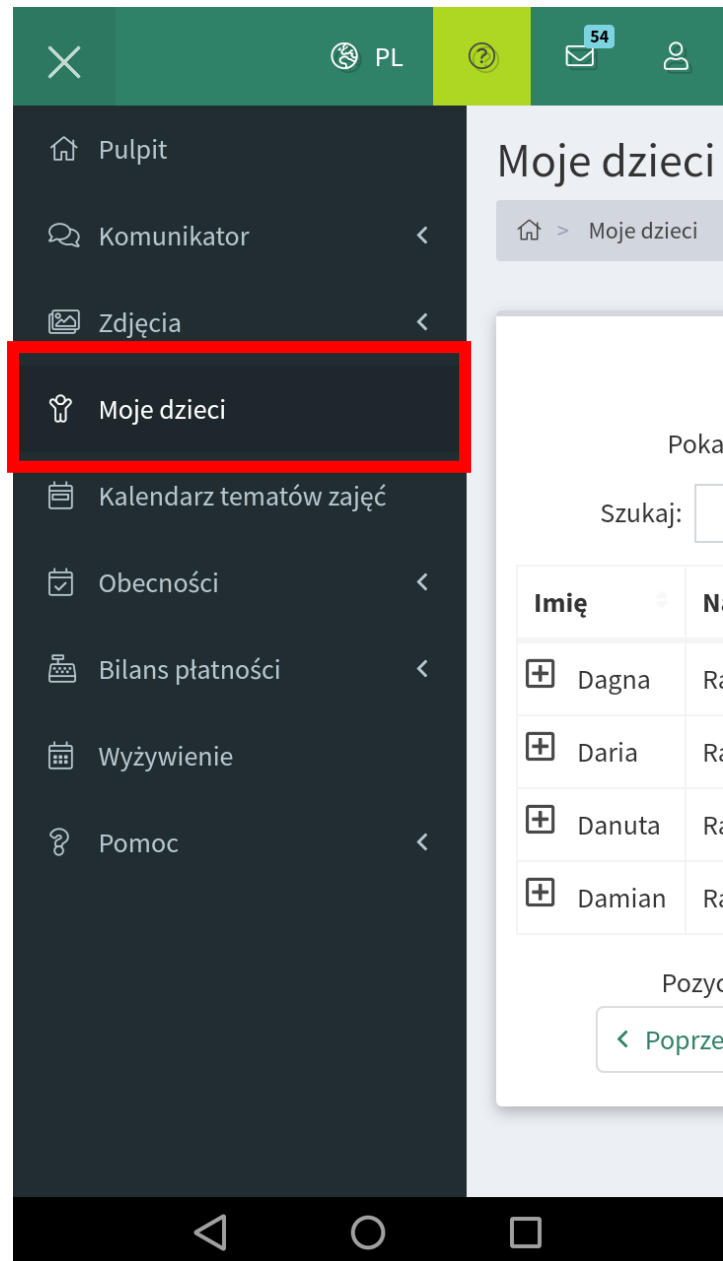 PL
54
Pulpit
Komunikator
Zdjęcia
Moje dzieci
Kalendarz tematów zajęć
Obecności
Bilans płatności
Wyżywienie
Pomoc
Moje dzieci
> Moje dzieci
Szukaj:
Imię
Dagna
Daria
Danuta
Damian